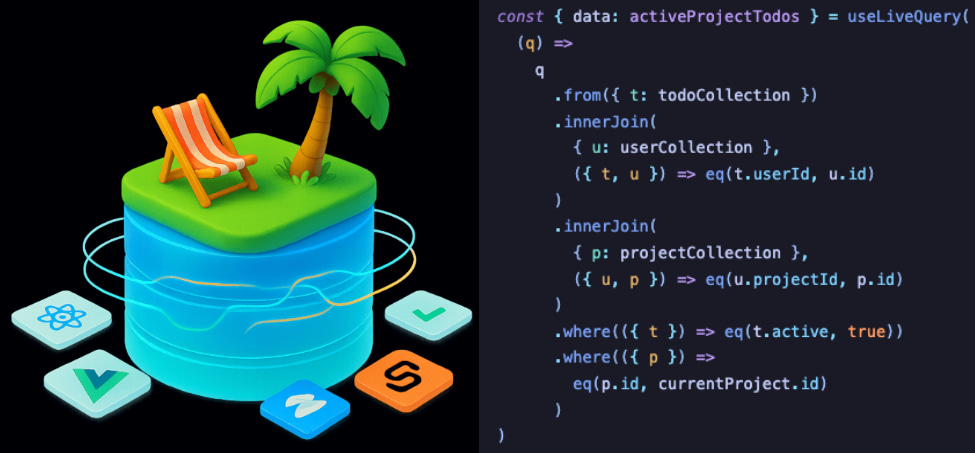 const { data: activeProjectTodos } = useLiveQuery(
(q) =>
q
.from({ t: todoCollection })
.innerJoin(
{ u: userCollection },
({ t, u }) => eq(t.userId, u.id)
)
.innerJoin(
{ p: projectCollection },
({ u, p }) => eq(u.projectId, p.id)
)
.where(({ t }) => eq(t.active, true))
.where(({ p }) =>
eq(p.id, currentProject.id)
)
)